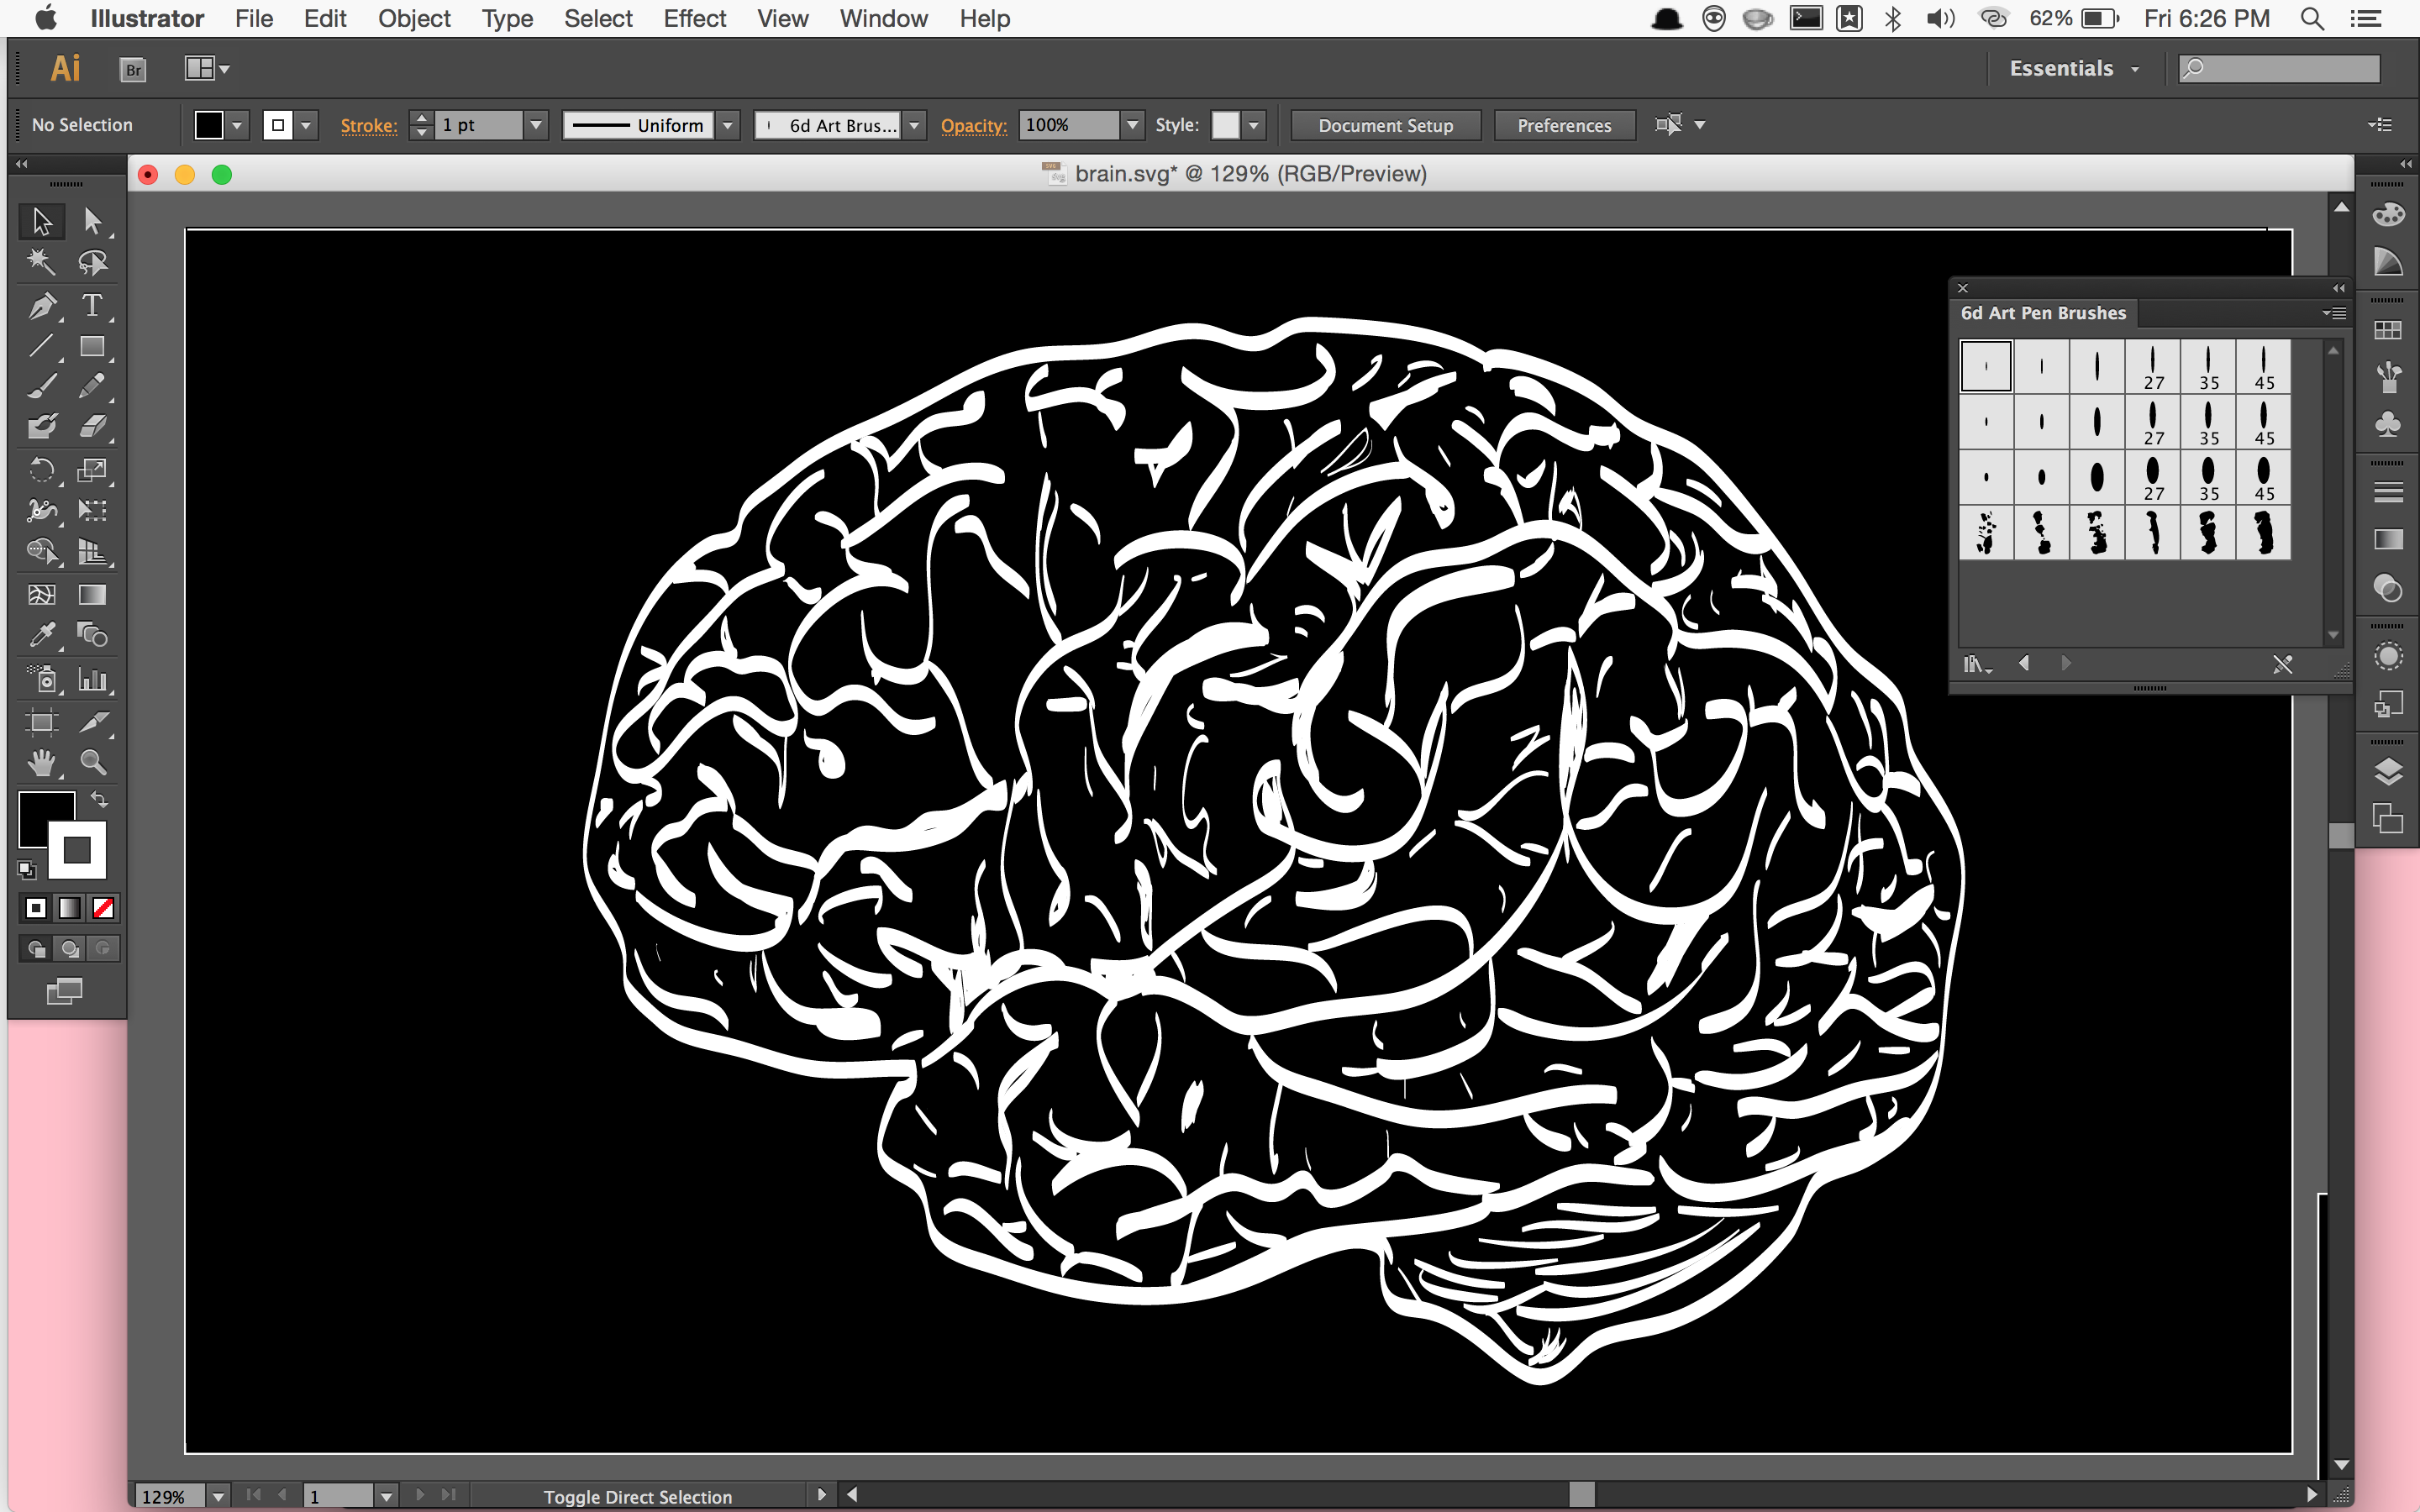 Illustrator File Edit Object Type Select Effect View Window Help 62% Fri 6:26 PM
Ai Br Essentials
No Selection Stroke: 1 pt Uniform 6d Art Brus... Opacity: 100% Style: Document Setup Preferences
brain.svg* @ 129% (RGB/Preview)
6d Art Pen Brushes
27 35 45
27 35 45
27 35 45
T
129% 1 Toggle Direct Selection